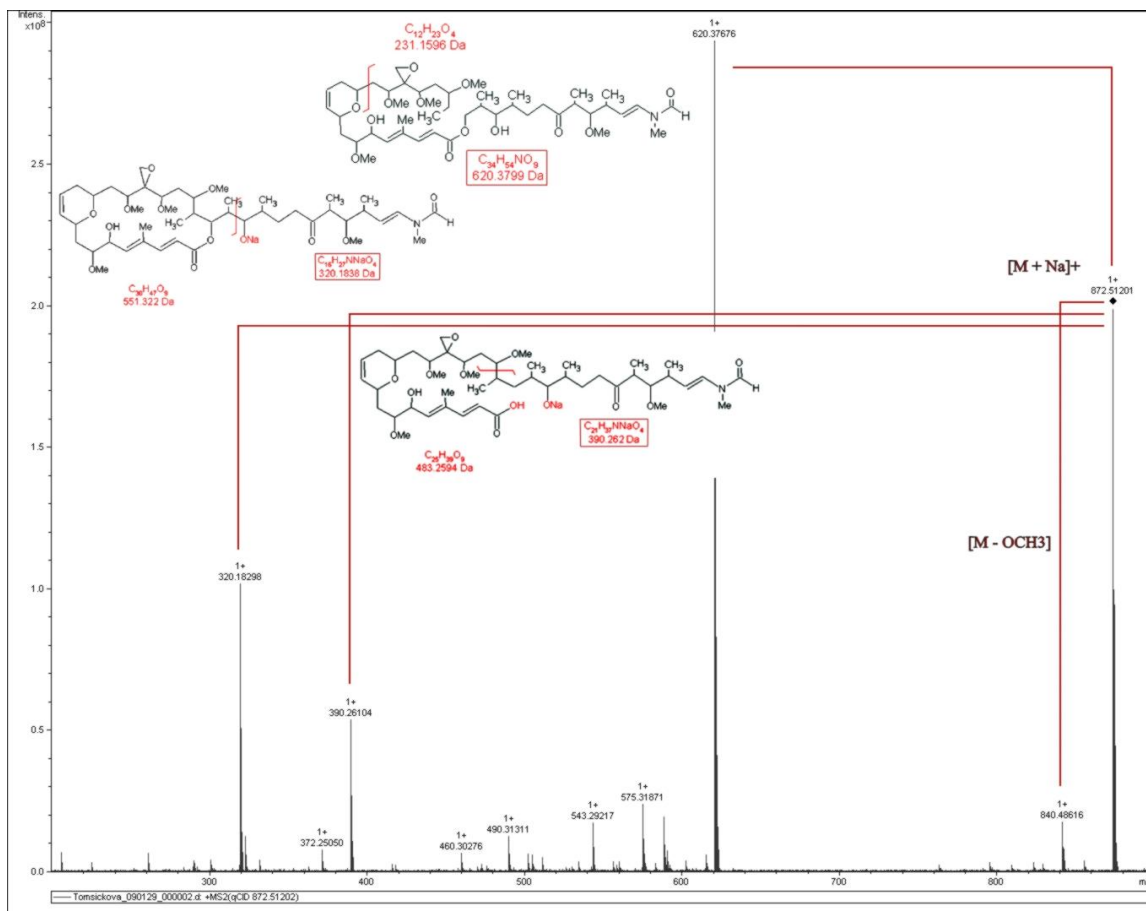 Intens.
x10⁸
2.5
2.0
1.5
1.0
0.5
0.0
C₁₂H₂₃O₄
231.1596 Da
O
OMe
CH₃
CH₃
CH₃
CH₃
O
O
OMe
OMe
H₃C
OH
Me
O
OH
O
OMe
N
Me
H
OMe
O
C₃₄H₅₄NO₉
620.3799 Da
1+
620.37676
O
OMe
CH₃
CH₃
CH₃
CH₃
O
O
OMe
OMe
H₃C
OH
Me
O
ONa
O
OMe
N
Me
H
OMe
O
C₁₆H₂₇NNaO₄
320.1838 Da
551.322 Da
[M + Na]+
1+
872.51201
O
OMe
CH₃
CH₃
CH₃
CH₃
O
O
OMe
OMe
H₃C
OH
Me
OH
ONa
O
OMe
N
Me
H
OMe
O
C₂₁H₃₇NNaO₄
390.262 Da
483.2594 Da
[M - OCH3]
1+
320.18298
1+
372.25050
1+
390.26104
1+
460.30276
1+
490.31311
1+
543.29217
1+
575.31871
1+
840.48616
300
400
500
600
700
800
Tomsickova_090129_000002.d: +MS2(qCID 872.51202)